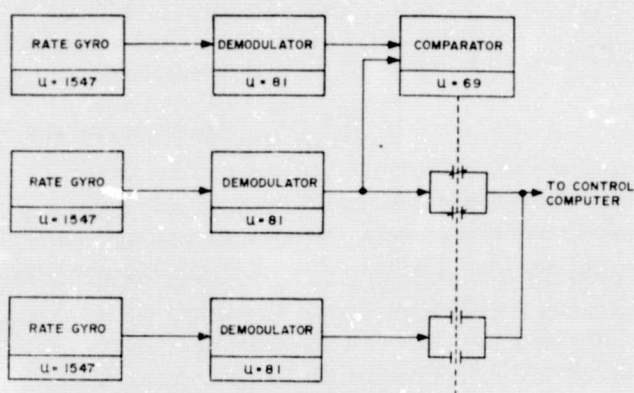 RATE GYRO
U = 1547
DEMODULATOR
U = 81
COMPARATOR
U = 69
RATE GYRO
U = 1547
DEMODULATOR
U = 81
TO CONTROL
COMPUTER
RATE GYRO
U = 1547
DEMODULATOR
U = 81